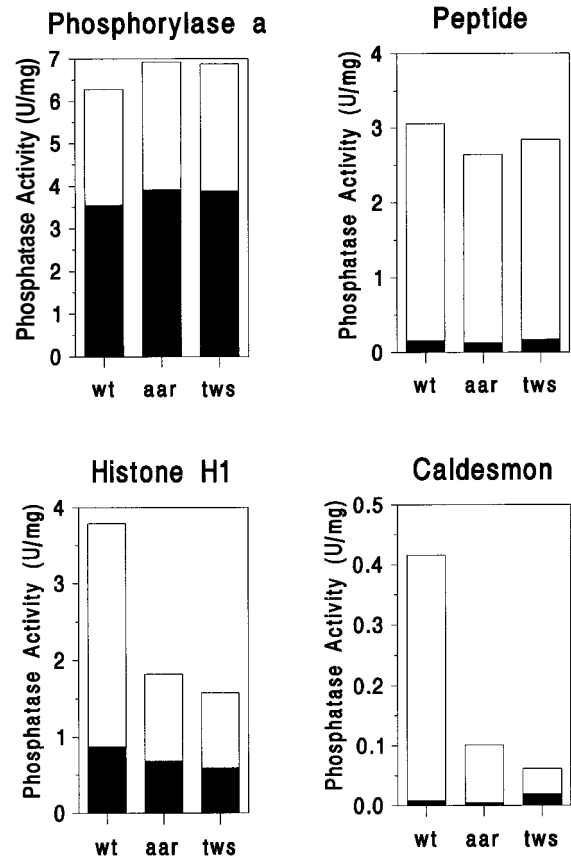 Phosphorylase a
Phosphatase Activity (U/mg)
7
6
5
4
3
2
1
0
wt aar tws
Peptide
Phosphatase Activity (U/mg)
4
3
2
1
0
wt aar tws
Histone H1
Phosphatase Activity (U/mg)
4
3
2
1
0
wt aar tws
Caldesmon
Phosphatase Activity (U/mg)
0.5
0.4
0.3
0.2
0.1
0.0
wt aar tws